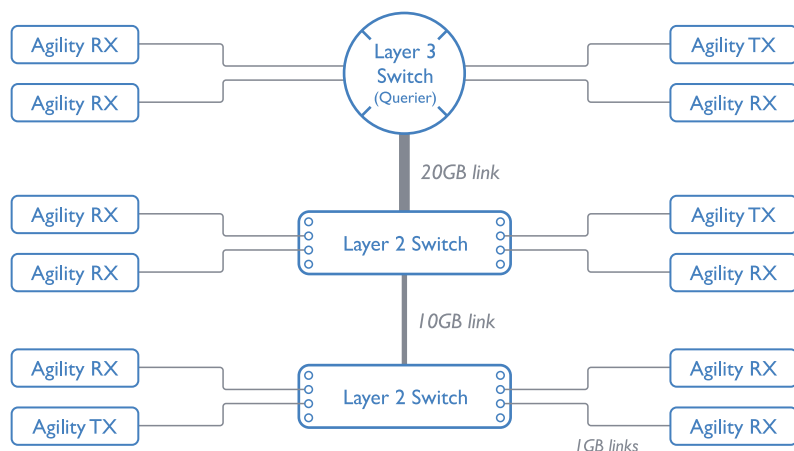 Agility RX
Layer 3
Switch
(Querier)
Agility TX
Agility RX
Agility RX
20GB link
Agility RX
Layer 2 Switch
Agility TX
Agility RX
Agility RX
10GB link
Agility RX
Layer 2 Switch
Agility RX
Agility TX
Agility RX
1GB links